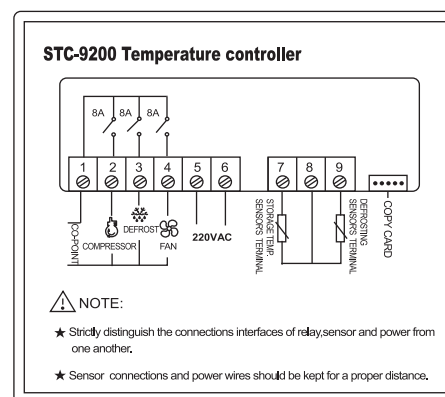 STC-9200 Temperature controller
8A 8A 8A
1 2 3 4 5 6 7 8 9
CO-POINT
COMPRESSOR
DEFROST
FAN
220VAC
STORAGE TEMP.
SENSOR'S TERMINAL
DEFROSTING
SENSOR'S TERMINAL
COPY CARD
NOTE:
★ Strictly distinguish the connections interfaces of relay,sensor and power from
one another.
★ Sensor connections and power wires should be kept for a proper distance.